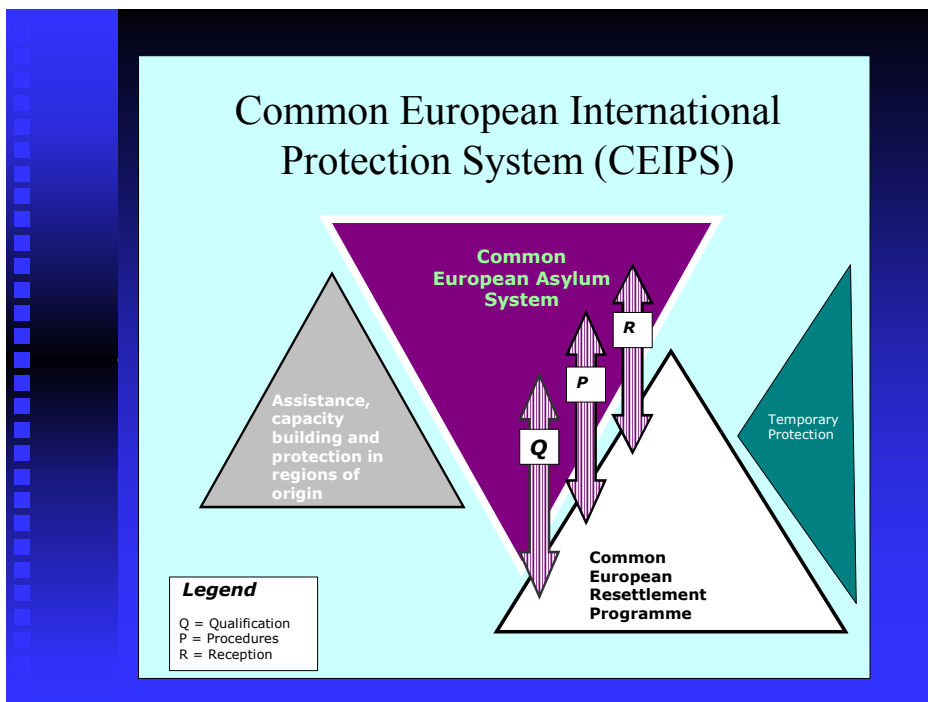 Common European International
Protection System (CEIPS)
Common
European Asylum
System
R
P
Q
Assistance,
capacity
building and
protection in
regions of
origin
Temporary
Protection
Common
European
Resettlement
Programme
Legend
Q = Qualification
P = Procedures
R = Reception